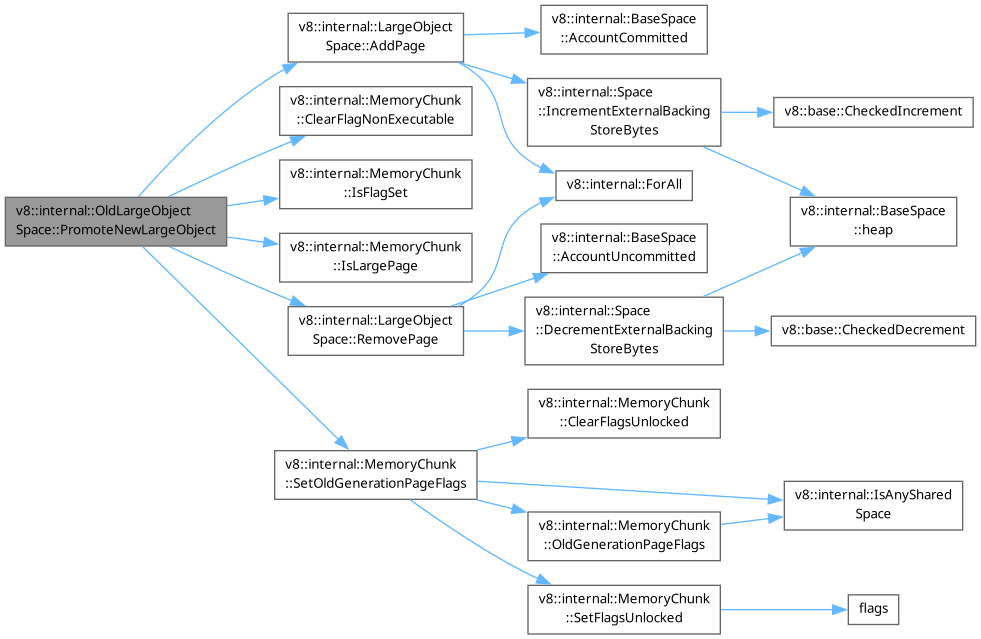 v8::internal::OldLargeObject
Space::PromoteNewLargeObject
v8::internal::LargeObject
Space::AddPage
v8::internal::MemoryChunk
::ClearFlagNonExecutable
v8::internal::MemoryChunk
::IsFlagSet
v8::internal::MemoryChunk
::IsLargePage
v8::internal::LargeObject
Space::RemovePage
v8::internal::MemoryChunk
::SetOldGenerationPageFlags
v8::internal::BaseSpace
::AccountCommitted
v8::internal::Space
::IncrementExternalBacking
StoreBytes
v8::internal::ForAll
v8::internal::BaseSpace
::AccountUncommitted
v8::internal::Space
::DecrementExternalBacking
StoreBytes
v8::internal::MemoryChunk
::ClearFlagsUnlocked
v8::internal::MemoryChunk
::OldGenerationPageFlags
v8::internal::MemoryChunk
::SetFlagsUnlocked
v8::base::CheckedIncrement
v8::internal::BaseSpace
::heap
v8::base::CheckedDecrement
v8::internal::IsAnyShared
Space
flags